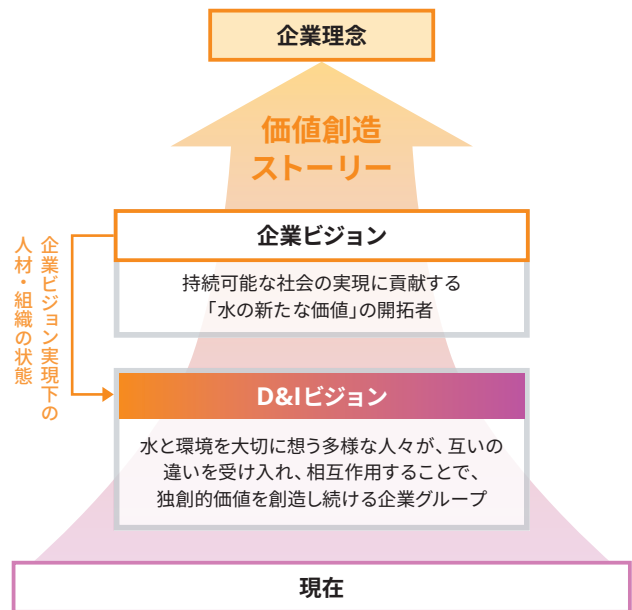 企業理念
価値創造
ストーリー
企業ビジョン
持続可能な社会の実現に貢献する
「水の新たな価値」の開拓者
企業ビジョン実現下の
人材・組織の状態
D&Iビジョン
水と環境を大切に想う多様な人々が、互いの
違いを受け入れ、相互作用することで、
独創的価値を創造し続ける企業グループ
現在